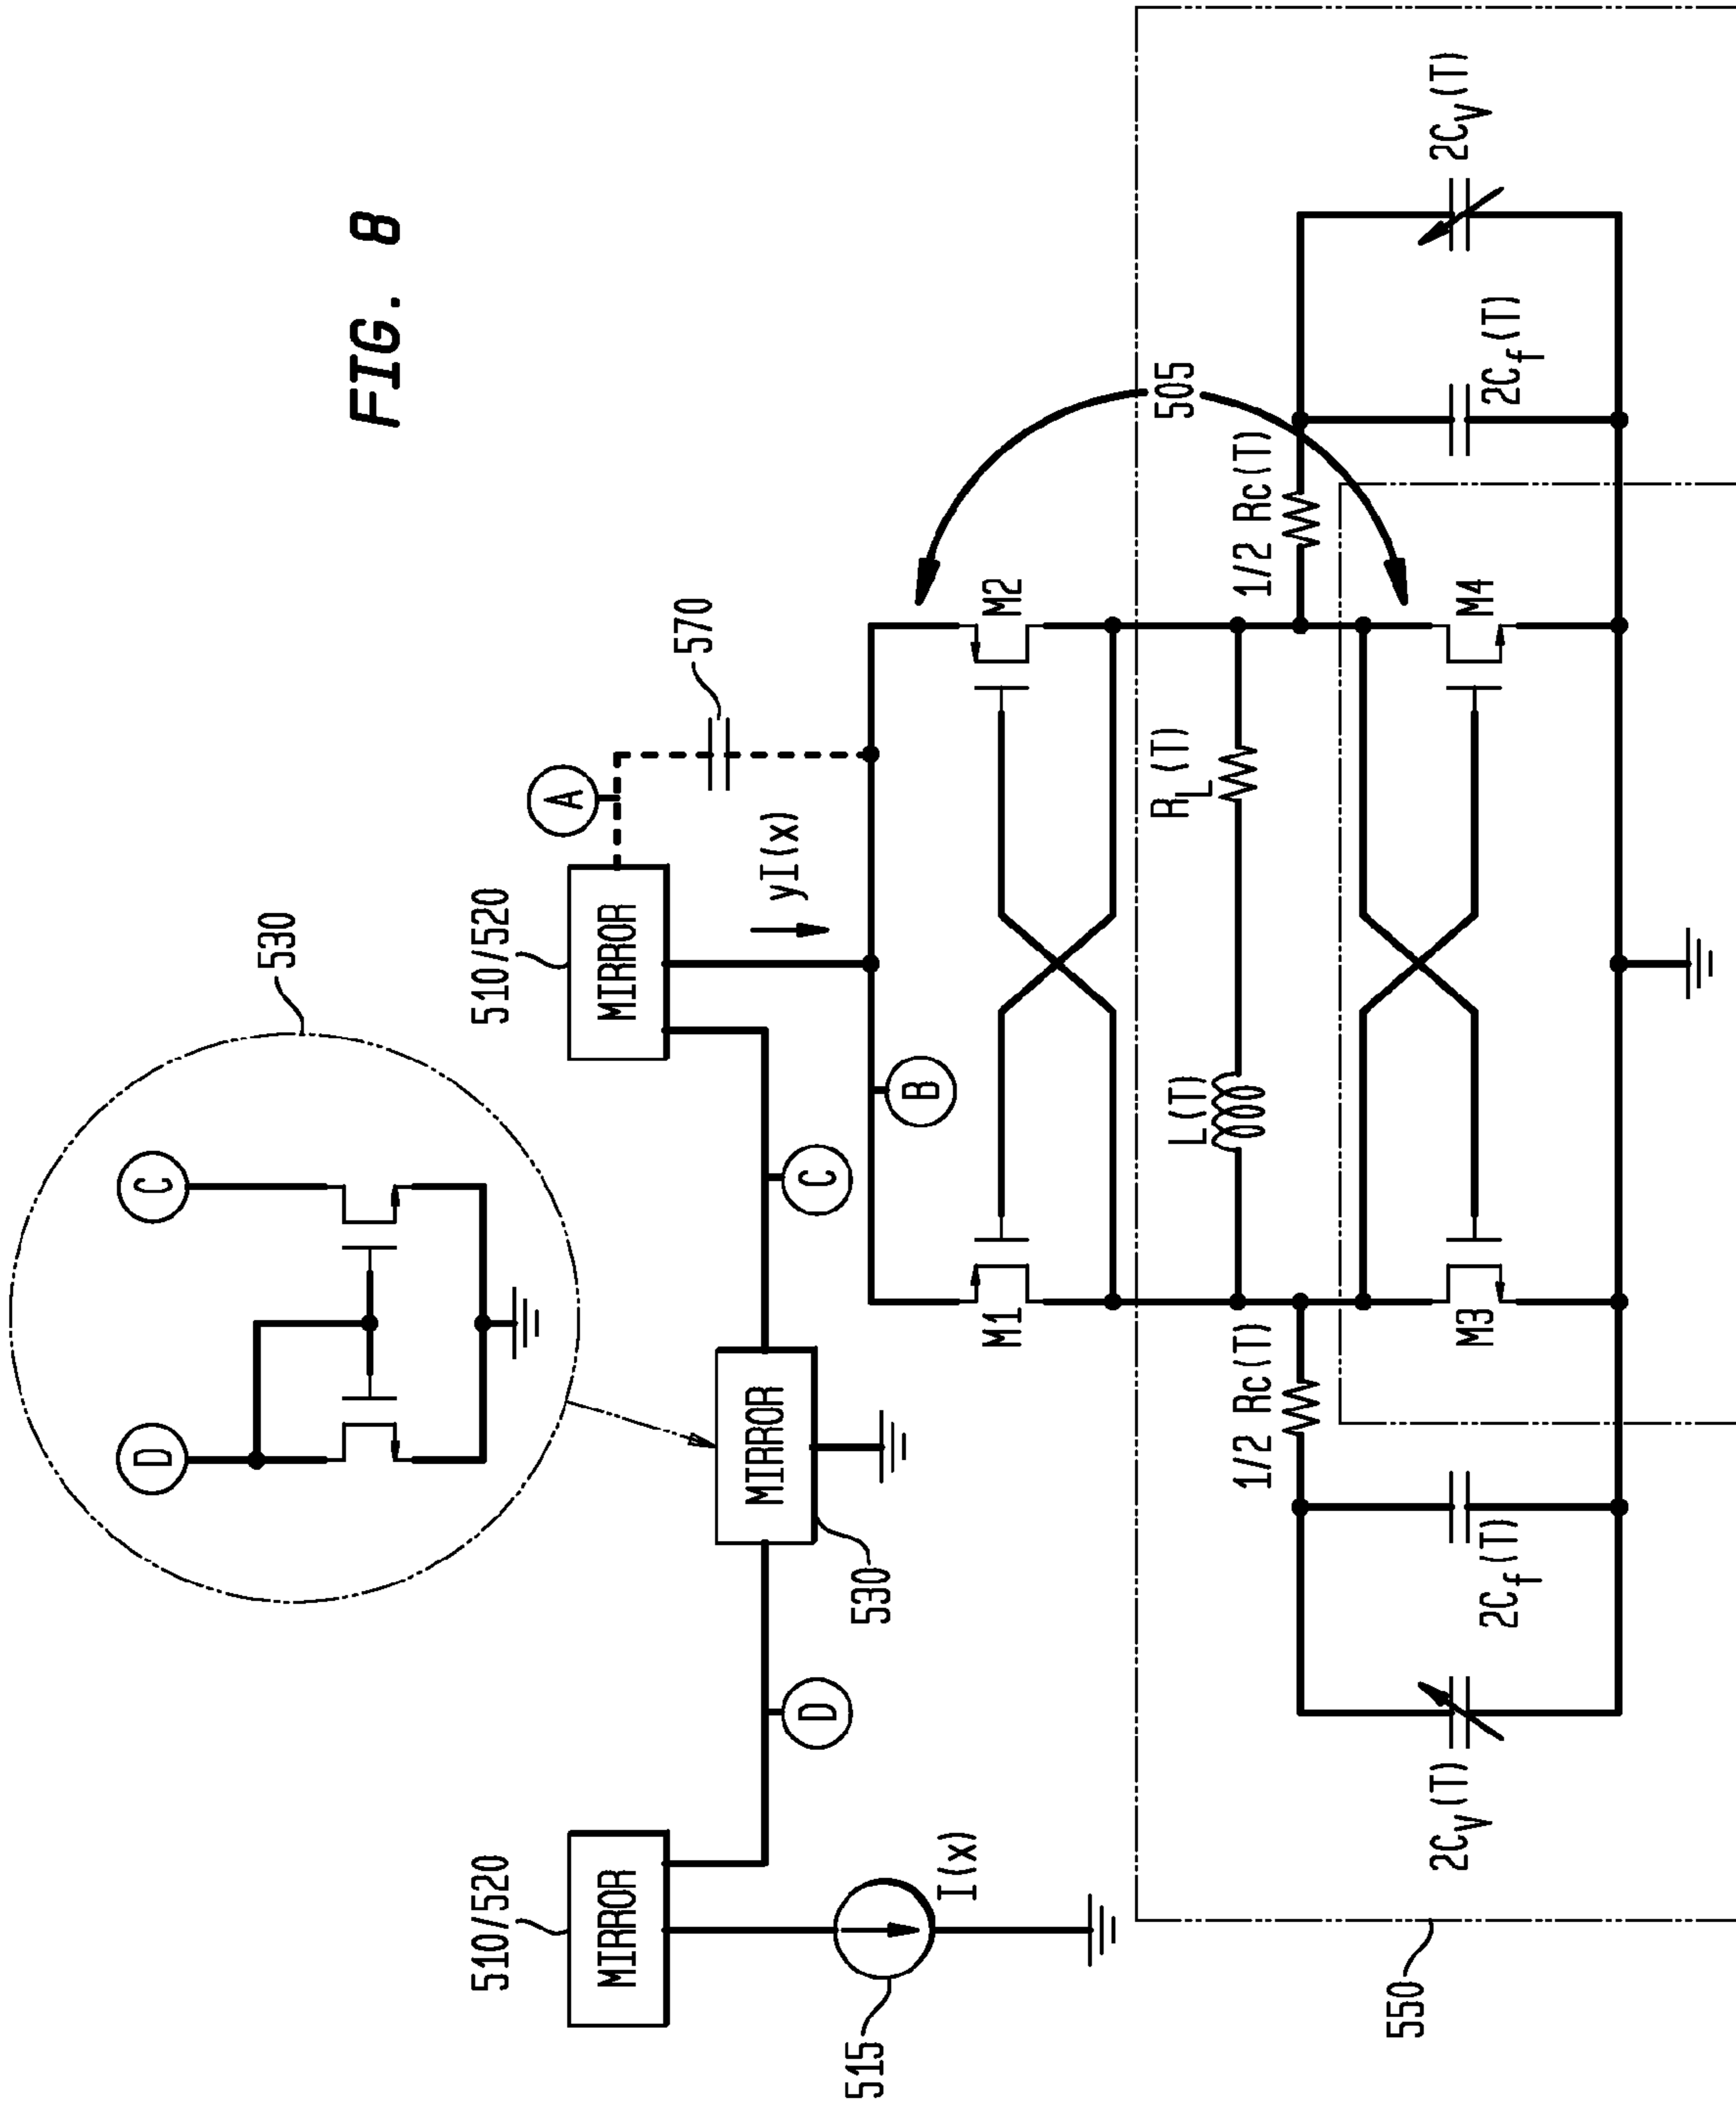 FIG. 8
530
D
C
510/520
MIRROR
515
I(x)
D
MIRROR
530
C
510/520
MIRROR
A
570
yI(x)
B
M1
M2
505
L(T)
R_L(T)
1/2 Rc(T)
1/2 Rc(T)
M3
M4
2C_V(T)
2C_f(T)
2C_f(T)
2C_V(T)
550